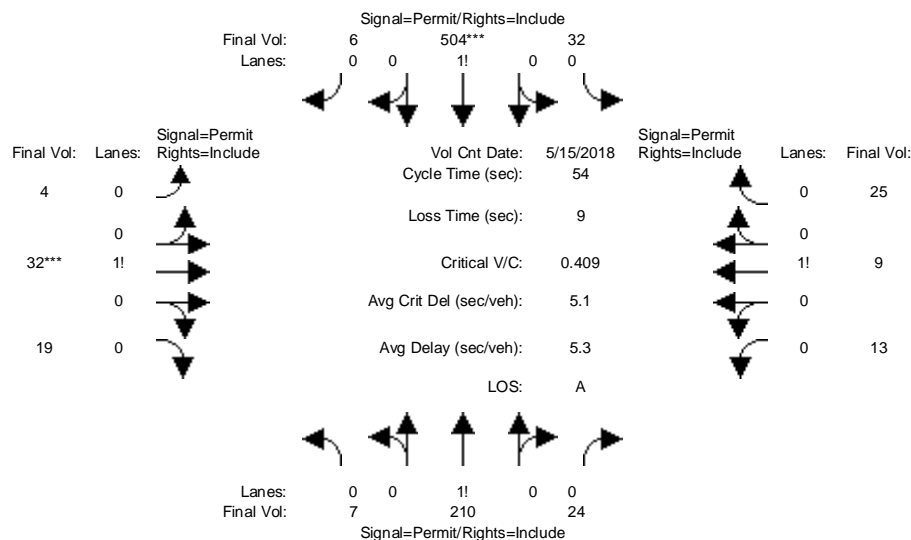 Signal=Permit/Rights=Include
Final Vol: 6 504*** 32
Lanes: 0 0 1! 0 0
Signal=Permit Signal=Permit
Final Vol: Lanes: Rights=Include Vol Cnt Date: 5/15/2018 Rights=Include Lanes: Final Vol:
Cycle Time (sec): 54
4 0 0 25
Loss Time (sec): 9
0 0
32*** 1! Critical V/C: 0.409 1! 9
0 Avg Crit Del (sec/veh): 5.1 0
19 0 Avg Delay (sec/veh): 5.3 0 13
LOS: A
Lanes: 0 0 1! 0 0
Final Vol: 7 210 24
Signal=Permit/Rights=Include